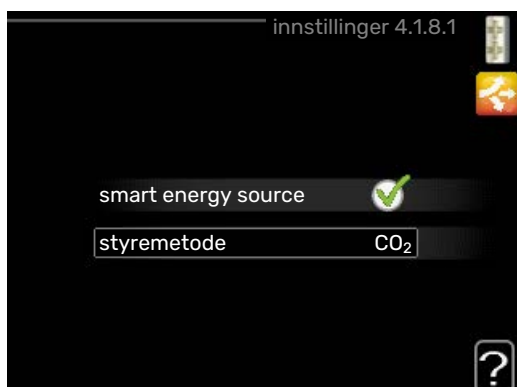 innstillinger 4.1.8.1
smart energy source
styremetode CO₂
?